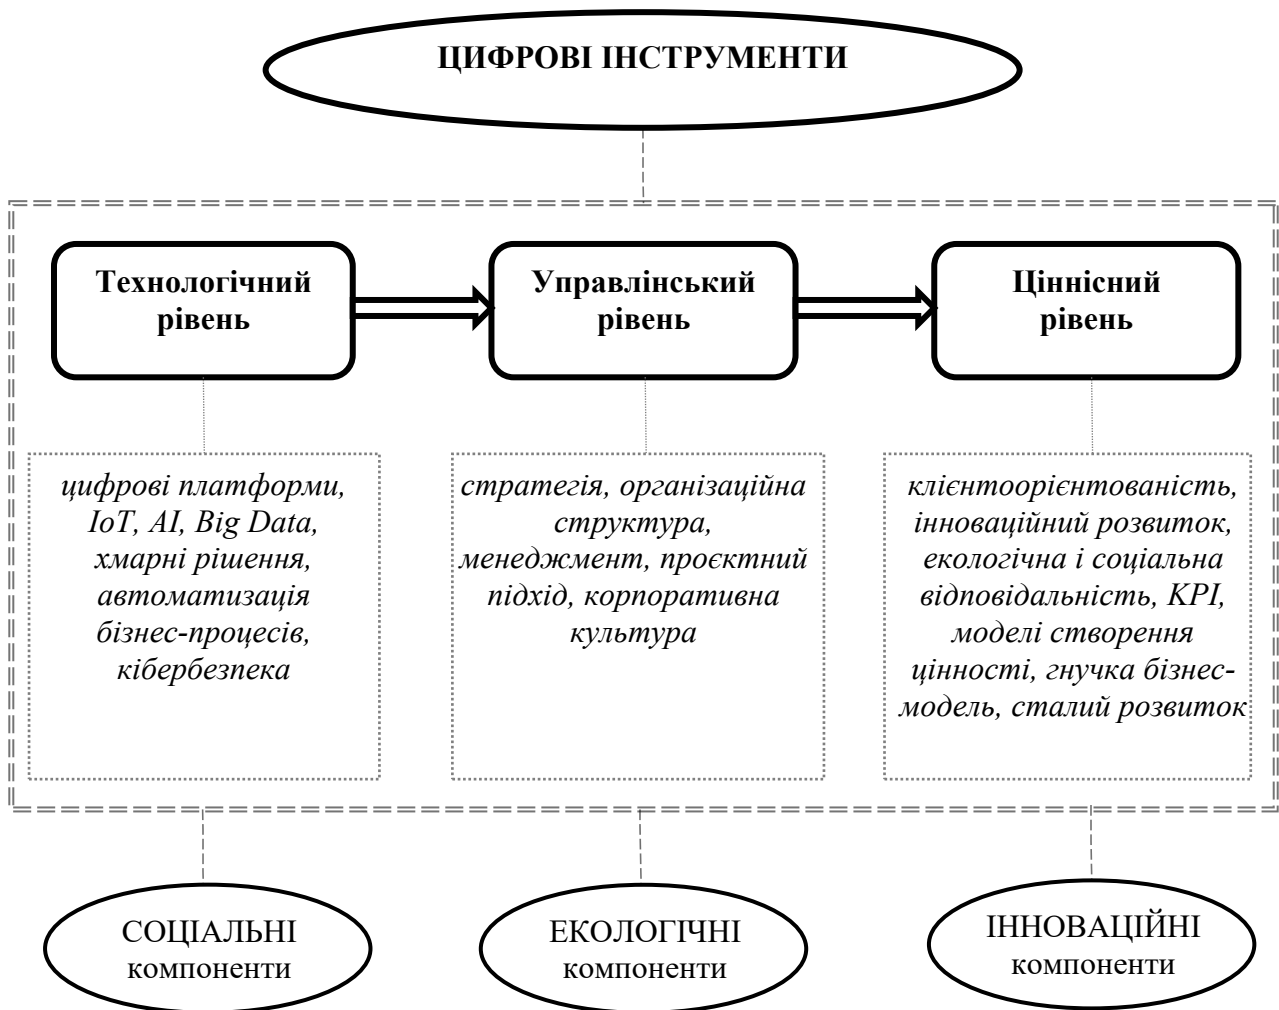 ЦИФРОВІ ІНСТРУМЕНТИ
Технологічний
рівень
Управлінський
рівень
Ціннісний
рівень
цифрові платформи,
IoT, AI, Big Data,
хмарні рішення,
автоматизація
бізнес-процесів,
кібербезпека
стратегія, організаційна
структура,
менеджмент, проєктний
підхід, корпоративна
культура
клієнтоорієнтованість,
інноваційний розвиток,
екологічна і соціальна
відповідальність, KPI,
моделі створення
цінності, гнучка бізнес-
модель, сталий розвиток
СОЦІАЛЬНІ
компоненти
ЕКОЛОГІЧНІ
компоненти
ІННОВАЦІЙНІ
компоненти